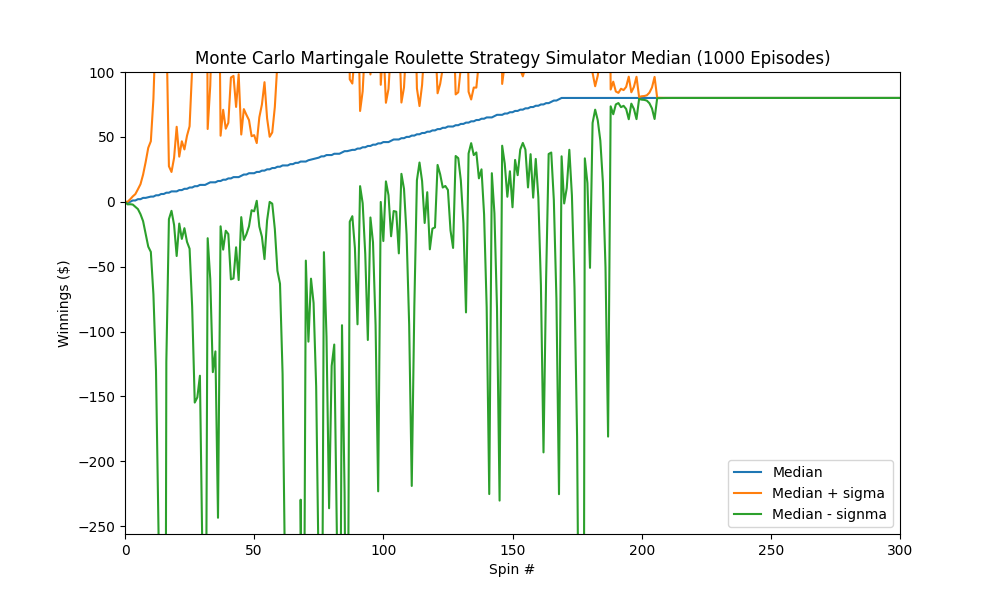 Monte Carlo Martingale Roulette Strategy Simulator Median (1000 Episodes)
100
50
0
−50
−100
−150
−200
−250
Winnings ($)
0
50
100
150
200
250
300
Spin #
Median
Median + sigma
Median - signma